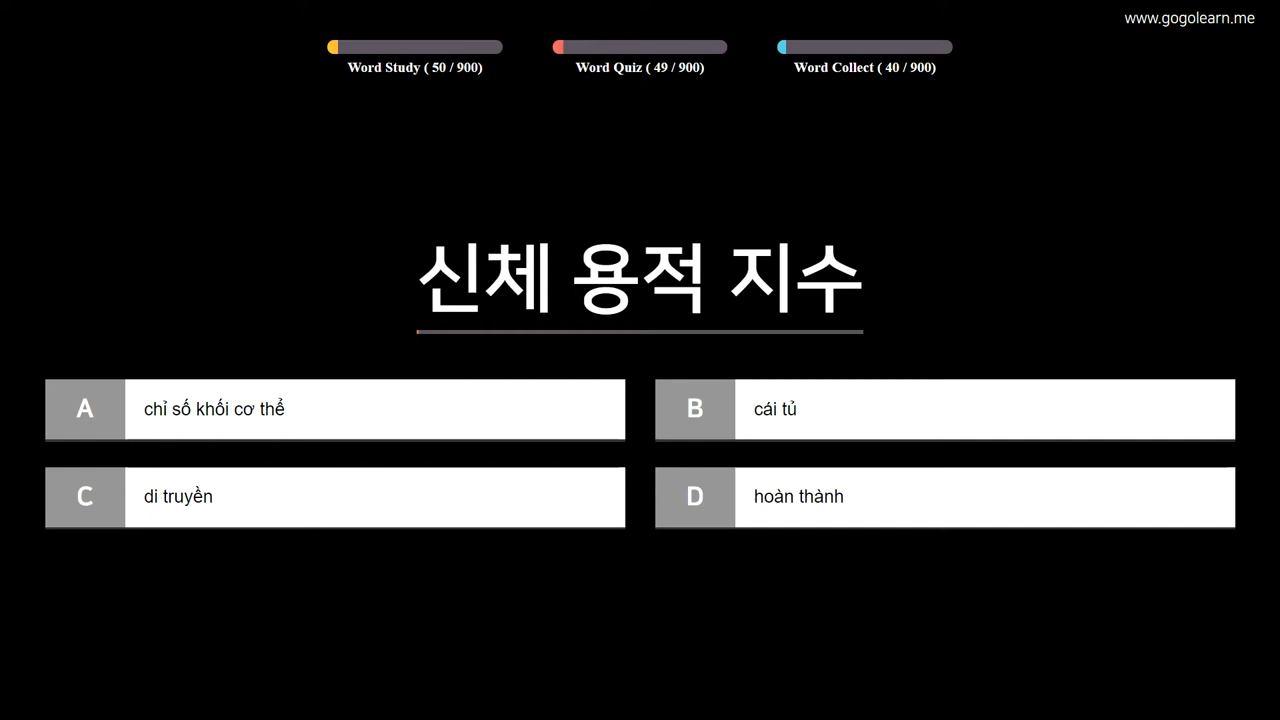 www.gogolearn.me
Word Study ( 50 / 900)
Word Quiz ( 49 / 900)
Word Collect ( 40 / 900)
신체 용적 지수
A chỉ số khối cơ thể
B cái tủ
C di truyền
D hoàn thành